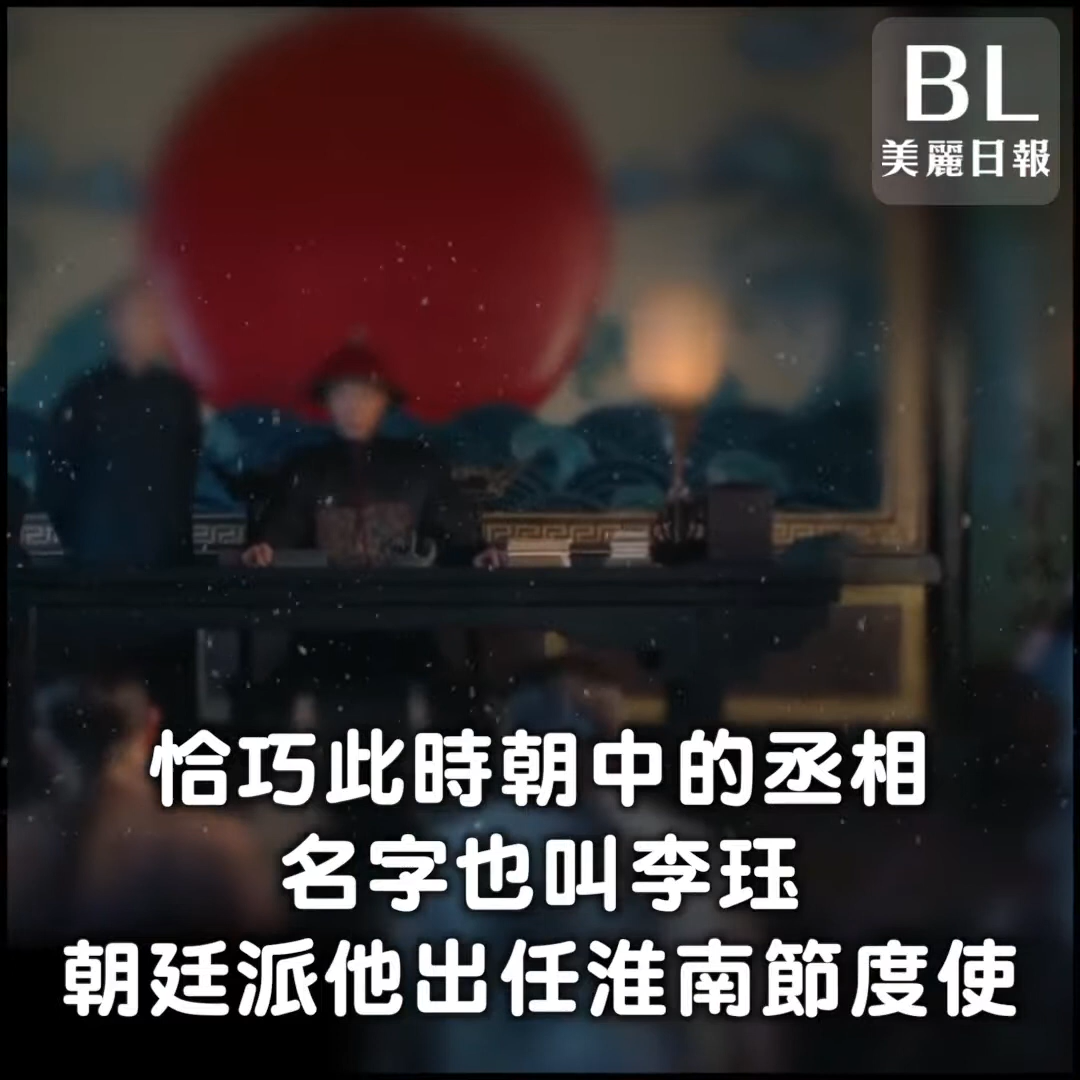 BL
美麗日報
恰巧此時朝中的丞相
名字也叫李珏
朝廷派他出任淮南節度使